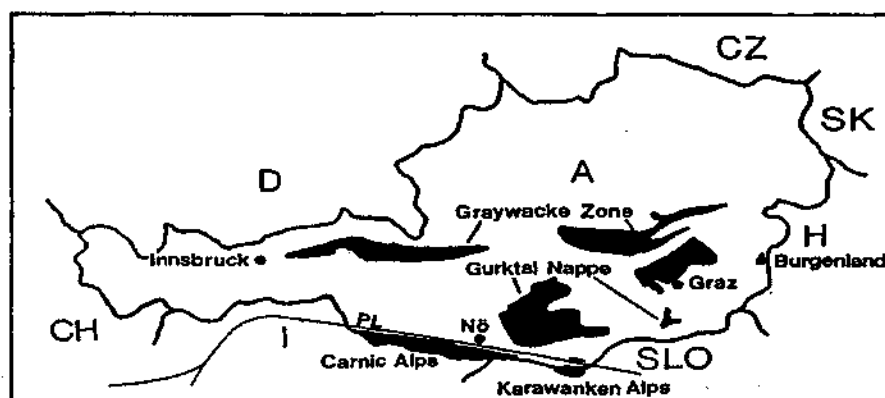 CZ
SK
D
A
Graywacke Zone
H
Innsbruck
Burgenland
Gurktal Nappe
Graz
CH
I
PL
Nö
SLO
Carnic Alps
Karawanken Alps